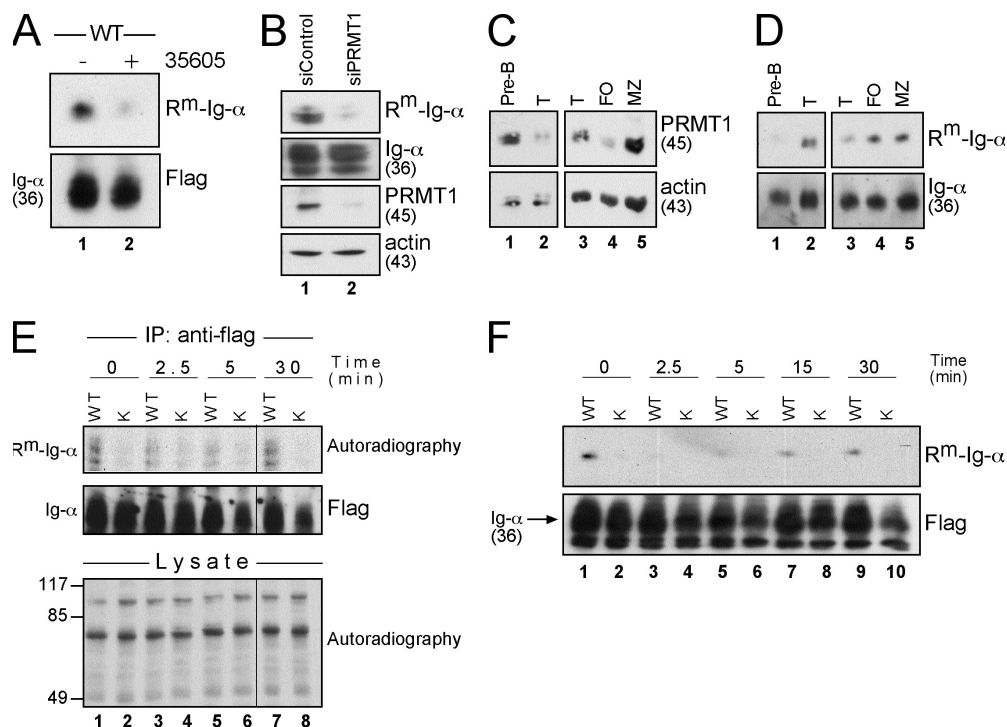 A
WT
- + 35605
Rm-Ig-α
Ig-α
(36)
Flag
1 2
B
siControl
siPRMT1
Rm-Ig-α
Ig-α
(36)
PRMT1
(45)
actin
(43)
1 2
C
Pre-B T T FO MZ
PRMT1
(45)
actin
(43)
1 2 3 4 5
D
Pre-B T T FO MZ
Rm-Ig-α
Ig-α
(36)
1 2 3 4 5
E
IP: anti-flag
0 2.5 5 30 Time
(min)
WT K WT K WT K WT K
Rm-Ig-α
Autoradiography
Ig-α
Flag
Lysate
117
85
49
Autoradiography
1 2 3 4 5 6 7 8
F
0 2.5 5 15 30 Time
(min)
WT K WT K WT K WT K WT K
Rm-Ig-α
Ig-α
(36)
Flag
1 2 3 4 5 6 7 8 9 10